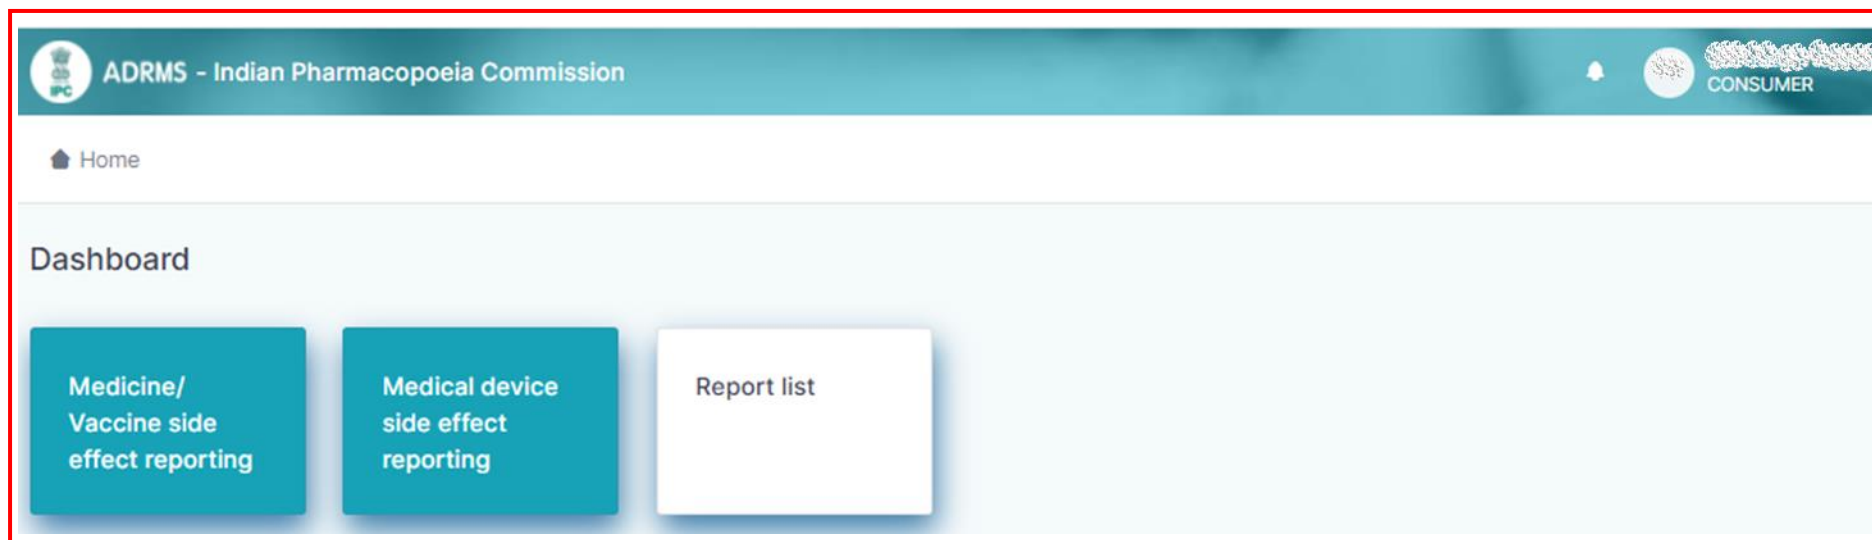 IPC
ADRMS - Indian Pharmacopoeia Commission
CONSUMER
Home
Dashboard
Medicine/
Vaccine side
effect reporting
Medical device
side effect
reporting
Report list